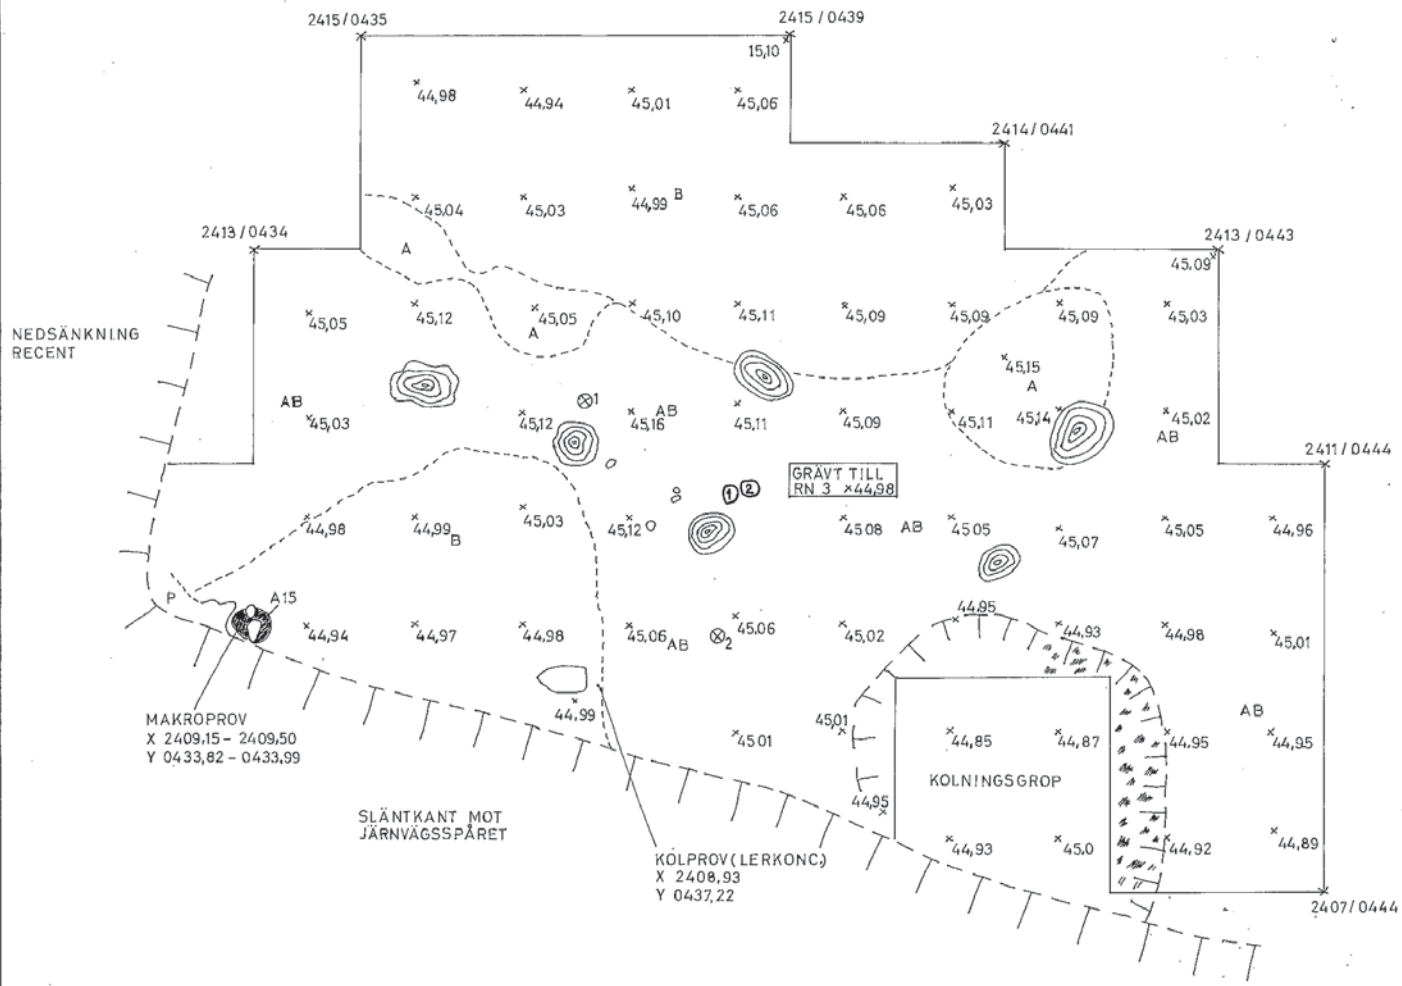 2415/0435
2415/0439
15,10
44,98
44,94
45,01
45,06
2414/0441
45,04
45,03
44,99
B
45,06
45,06
45,03
2413/0434
A
2413/0443
45,09
NEDSÄNKNING
RECENT
45,05
45,12
45,05
A
45,10
45,11
45,09
45,09
45,09
45,03
45,15
A
AB
45,03
1
45,12
AB
45,16
45,11
45,09
45,11
45,14
45,02
AB
2411/0444
GRÄVT TILL
RN 3 ×44,98
1 2
44,98
44,99
B
45,03
45,12
45,08
AB
45,05
45,07
45,05
44,96
P
A15
44,94
44,97
44,98
45,06
AB
2
45,06
45,02
44,95
44,93
44,98
45,01
MAKROPROV
X 2409,15-2409,50
Y 0433,82-0433,99
44,99
45,01
45,01
44,85
44,87
44,95
AB
44,95
KOLNINGSGROP
SLÄNTKANT MOT
JÄRNVÄGSSPÅRET
44,95
44,93
45,0
44,92
44,89
KOLPROV(LERKONC.)
X 2408,93
Y 0437,22
2407/0444